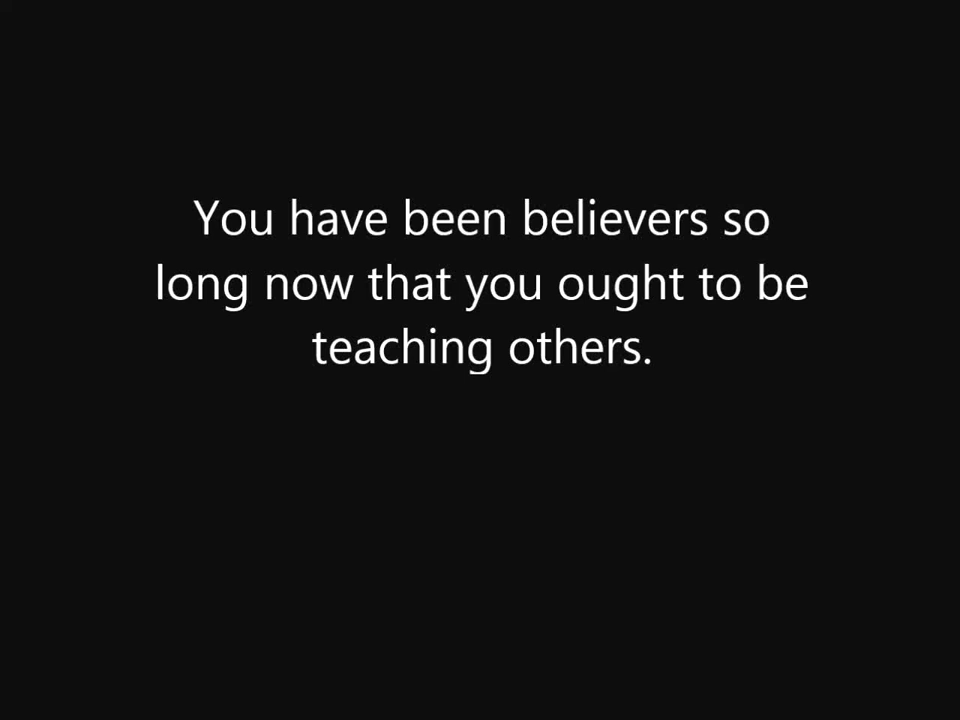 You have been believers so
long now that you ought to be
teaching others.